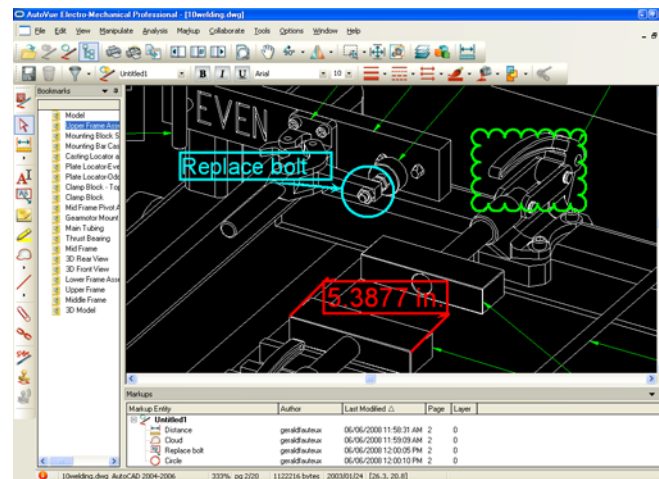 AutoVue Electro-Mechanical Professional - [10welding.dwg]
File Edit View Manipulate Analysis Markup Collaborate Tools Options Window Help
Untitled1 B I U Arial 10
Bookmarks
Model
Upper Frame Asse
Mounting Block S
Mounting Bar Cas
Casting Locator a
Plate Locator-Eve
Plate Locator-Odd
Clamp Block - Top
Clamp Block
Mid Frame Pivot A
Gearmotor Mount
Main Tubing
Thrust Bearing
Mid Frame
3D Rear View
3D Front View
Lower Frame Asse
Upper Frame
Middle Frame
3D Model
EVEN
Replace bolt
5.3877 in.
Markups
Markup Entity Author Last Modified Page Layer
Untitled1
Distance geraldfauteux 06/06/2008 11:58:31 AM 2 0
Cloud geraldfauteux 06/06/2008 11:59:09 AM 2 0
Replace bolt geraldfauteux 06/06/2008 12:00:05 PM 2 0
Circle geraldfauteux 06/06/2008 12:00:10 PM 2 0
10welding.dwg AutoCAD 2004-2006 333% pg 2/20 1122216 bytes 2003/01/24 [26.3, 20.8]